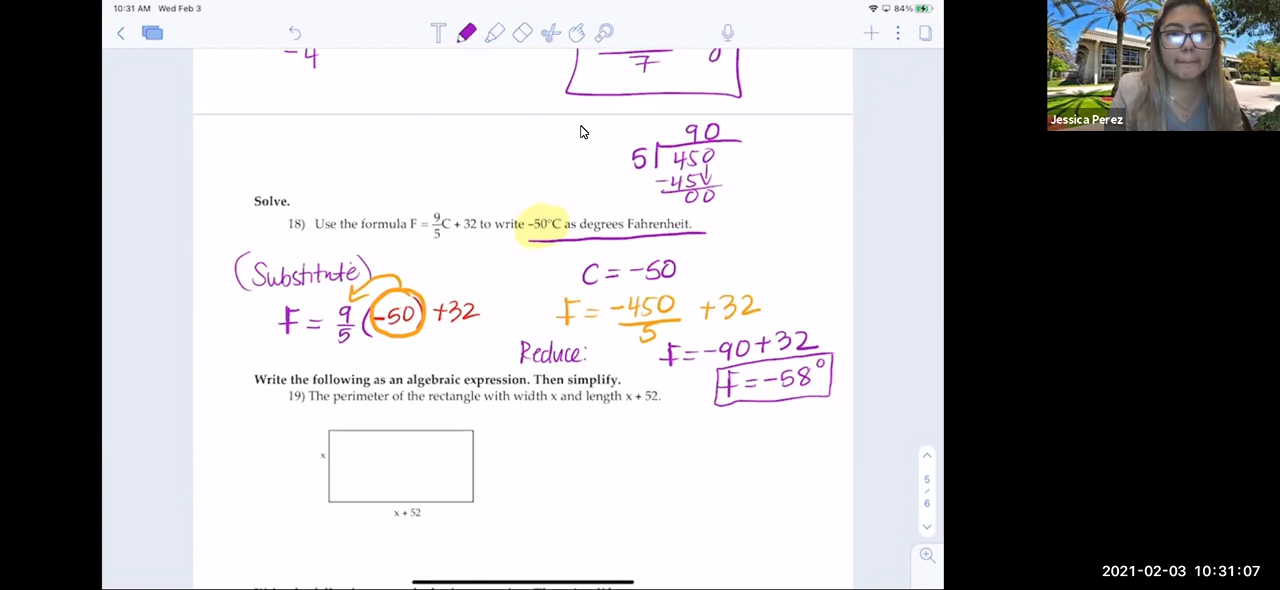 10:31 AM Wed Feb 3
84%
-4
7
0
90
5 450
-45
00
Solve.
18) Use the formula F = 9/5 C + 32 to write -50°C as degrees Fahrenheit.
(Substitute)
C = -50
F = 9/5 (-50) + 32
F = -450/5 + 32
Reduce:
F = -90 + 32
F = -58°
Write the following as an algebraic expression. Then simplify.
19) The perimeter of the rectangle with width x and length x + 52.
x
x + 52
5
/
6
Jessica Perez
2021-02-03 10:31:07